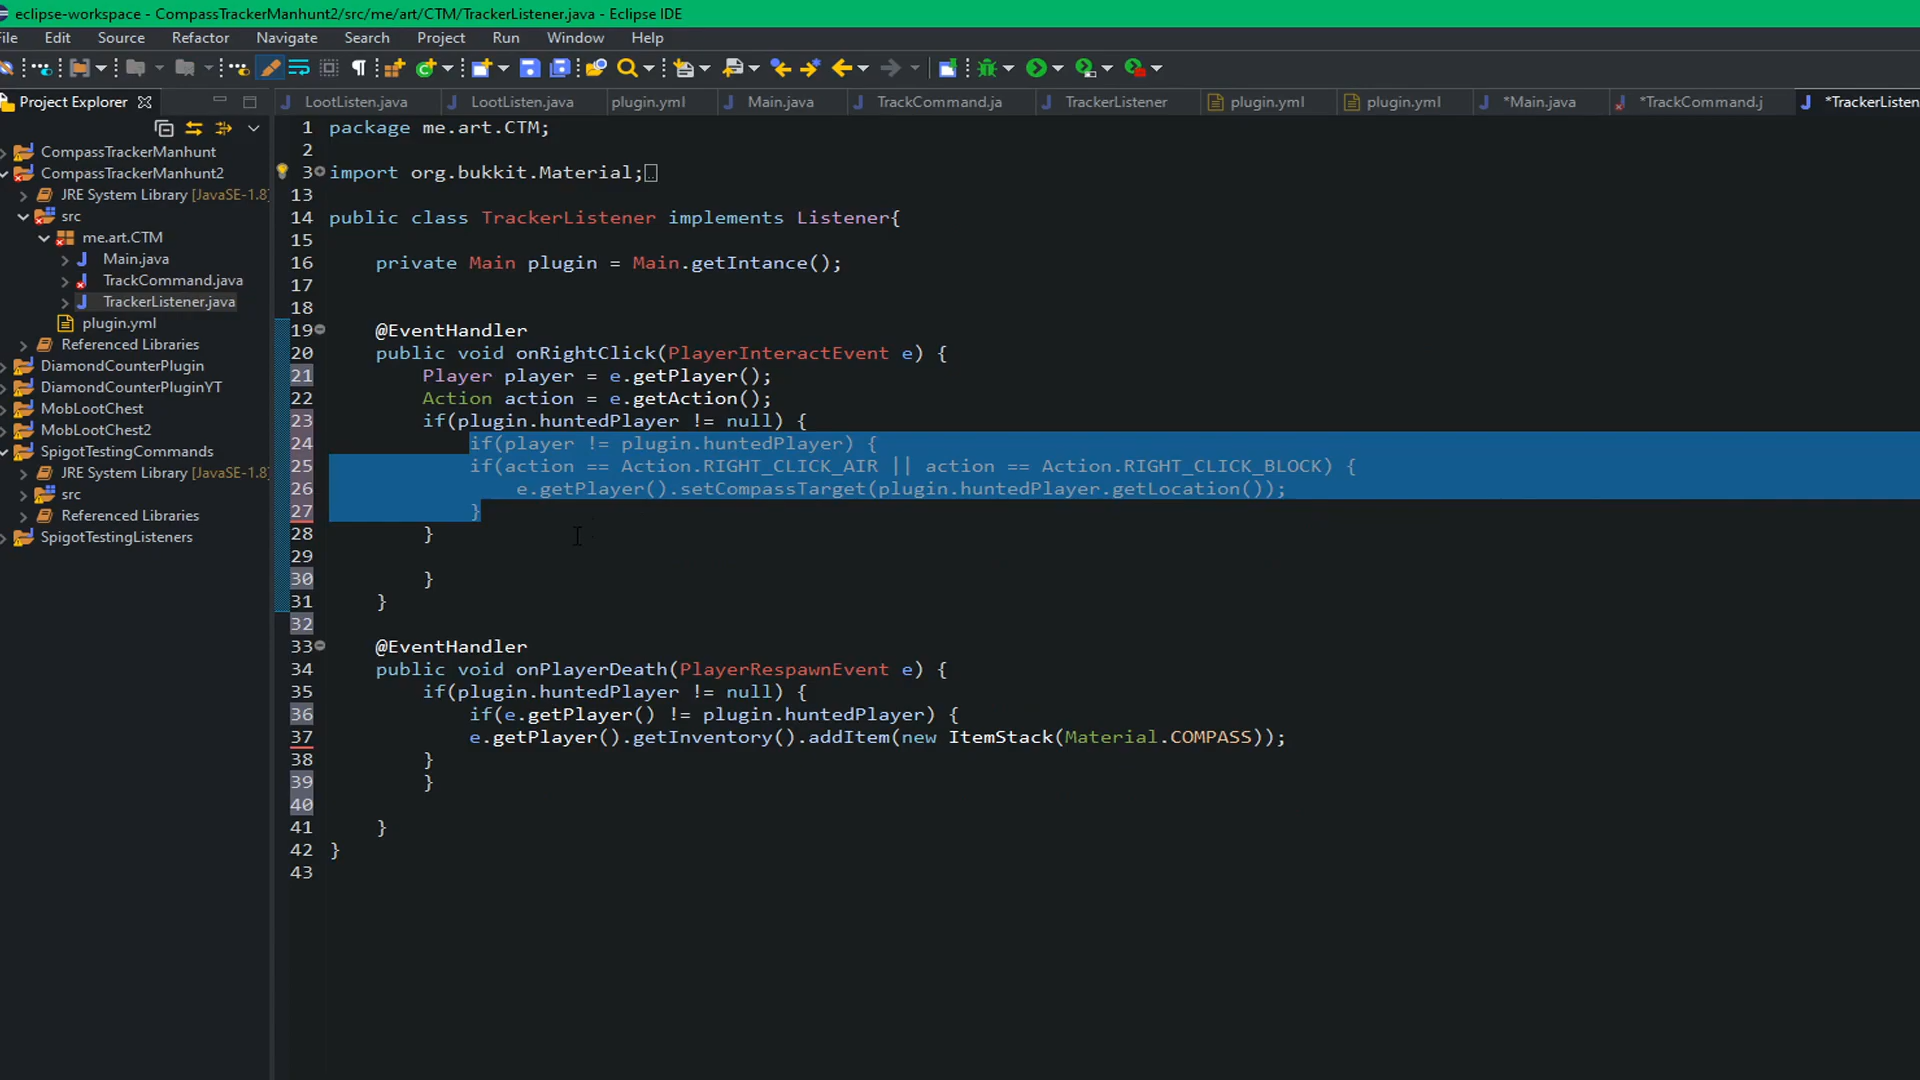 eclipse-workspace - CompassTrackerManhunt2/src/me/art/CTM/TrackerListener.java - Eclipse IDE
ile Edit Source Refactor Navigate Search Project Run Window Help
Project Explorer
LootListen.java LootListen.java plugin.yml Main.java TrackCommand.ja TrackerListener plugin.yml plugin.yml *Main.java *TrackCommand.j *TrackerListen
CompassTrackerManhunt
CompassTrackerManhunt2
JRE System Library [JavaSE-1.8]
src
me.art.CTM
Main.java
TrackCommand.java
TrackerListener.java
plugin.yml
Referenced Libraries
DiamondCounterPlugin
DiamondCounterPluginYT
MobLootChest
MobLootChest2
SpigotTestingCommands
JRE System Library [JavaSE-1.8]
src
Referenced Libraries
SpigotTestingListeners
1 package me.art.CTM;
2
3 import org.bukkit.Material;
13
14 public class TrackerListener implements Listener{
15
16 private Main plugin = Main.getIntance();
17
18
19 @EventHandler
20 public void onRightClick(PlayerInteractEvent e) {
21 Player player = e.getPlayer();
22 Action action = e.getAction();
23 if(plugin.huntedPlayer != null) {
24 if(player != plugin.huntedPlayer) {
25 if(action == Action.RIGHT_CLICK_AIR || action == Action.RIGHT_CLICK_BLOCK) {
26 e.getPlayer().setCompassTarget(plugin.huntedPlayer.getLocation());
27 }
28 }
29
30 }
31 }
32
33 @EventHandler
34 public void onPlayerDeath(PlayerRespawnEvent e) {
35 if(plugin.huntedPlayer != null) {
36 if(e.getPlayer() != plugin.huntedPlayer) {
37 e.getPlayer().getInventory().addItem(new ItemStack(Material.COMPASS));
38 }
39 }
40
41 }
42 }
43